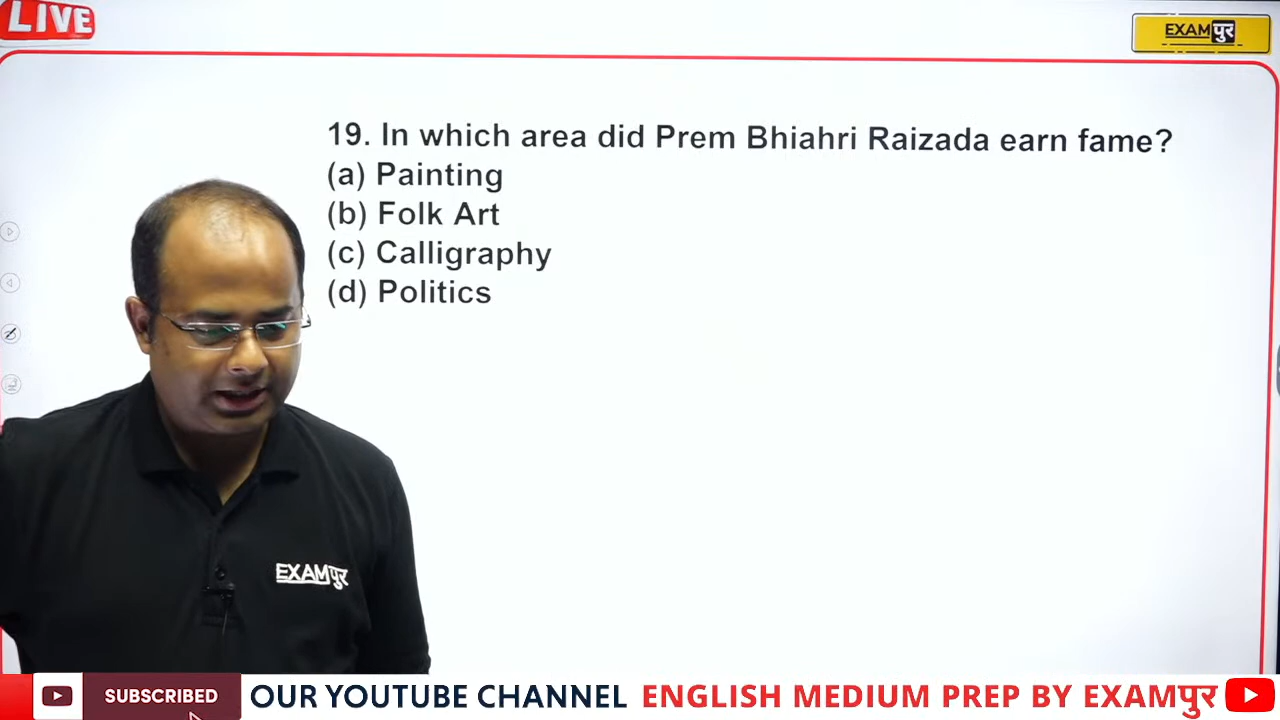 LIVE
EXAMपुर
19. In which area did Prem Bhiahri Raizada earn fame?
(a) Painting
(b) Folk Art
(c) Calligraphy
(d) Politics
EXAMपुर
SUBSCRIBED OUR YOUTUBE CHANNEL ENGLISH MEDIUM PREP BY EXAMपुर